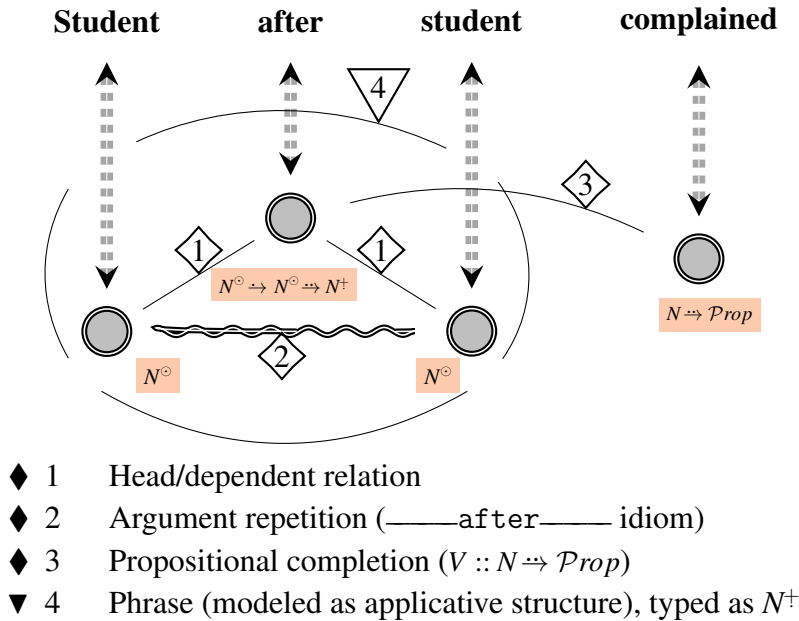 Student after student complained
4
3
1 1
N☉ ⇢ N☉ ⇢ N∔
N ⇢ 𝒫rop
2
N☉ N☉
♦ 1 Head/dependent relation
♦ 2 Argument repetition (____after____ idiom)
♦ 3 Propositional completion (V :: N ⇢ 𝒫rop)
▼ 4 Phrase (modeled as applicative structure), typed as N∔